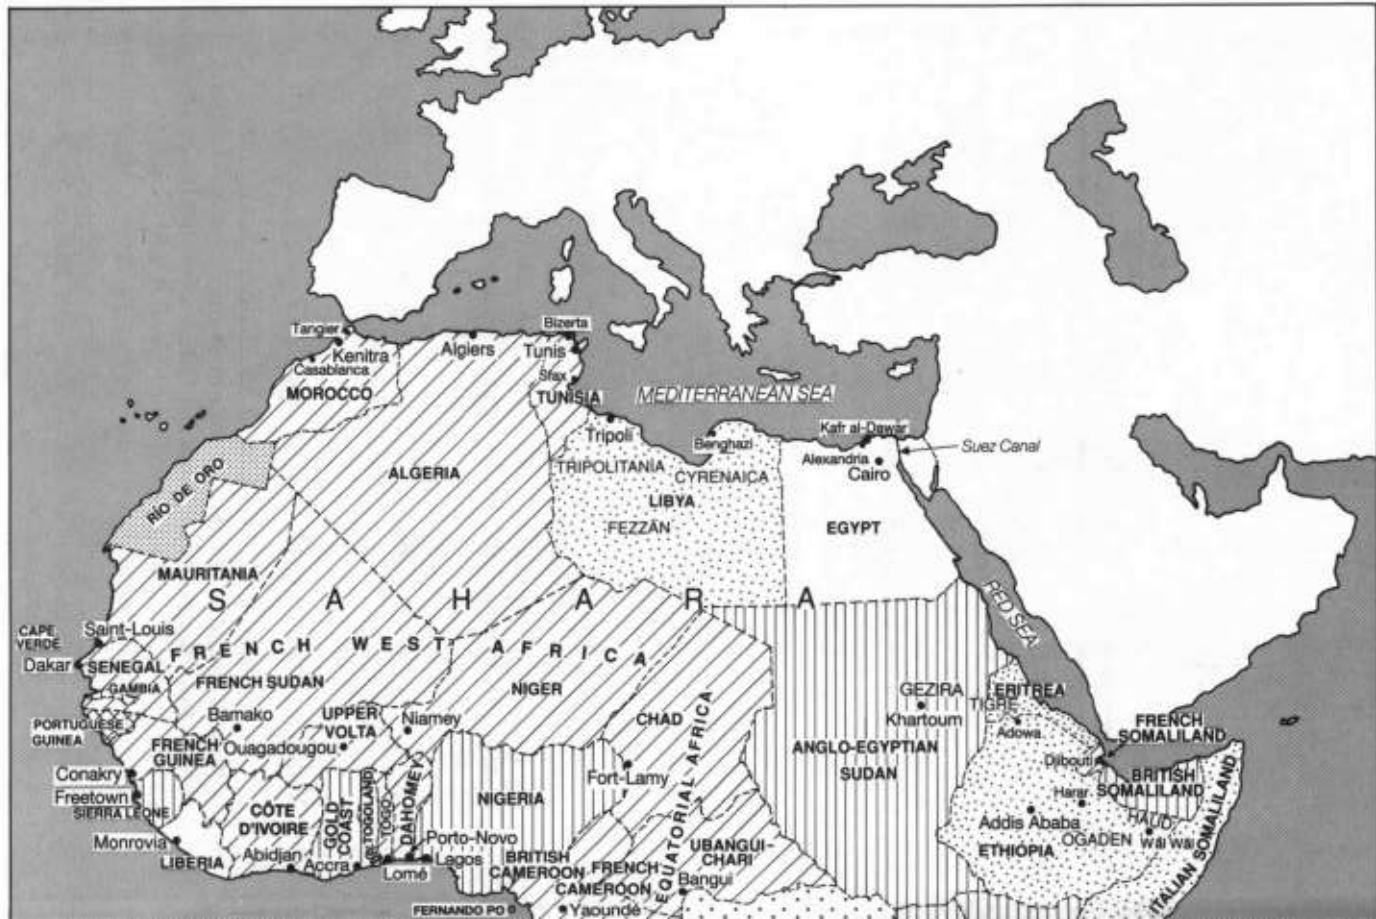 Tangier
Bizerta
Kenitra
Algiers
Tunis
Casablanca
Sfax
MOROCCO
TUNISIA
MEDITERRANEAN SEA
Tripoli
Benghazi
Kafr al-Dawar
Suez Canal
Alexandria
Cairo
RIO DE ORO
ALGERIA
TRIPOLITANIA
CYRENAICA
LIBYA
FEZZAN
EGYPT
MAURITANIA
SAHARA
RED SEA
CAPE
VERDE
Saint-Louis
Dakar
SENEGAL
FRENCH WEST AFRICA
GAMBIA
FRENCH SUDAN
NIGER
GEZIRA
ERITREA
TIGRE
PORTUGUESE
GUINEA
Bamako
UPPER
VOLTA
Niamey
CHAD
Khartoum
Adowa
FRENCH
SOMALILAND
FRENCH
GUINEA
Ouagadougou
EQUATORIAL AFRICA
ANGLO-EGYPTIAN
SUDAN
Djibouti
BRITISH
SOMALILAND
Conakry
Fort-Lamy
Freetown
SIERRA LEONE
CÔTE
D'IVOIRE
GOLD
COAST
TOGOLAND
TOGO
DAHOMEY
NIGERIA
Harar
HAUD
Addis Ababa
OGADEN
wal wal
ITALIAN SOMALILAND
Monrovia
LIBERIA
Abidjan
Accra
Porto-Novo
Lagos
Lomé
BRITISH
CAMEROON
FRENCH
CAMEROON
UBANGUI-
CHARI
Bangui
ETHIOPIA
FERNANDO PO
Yaoundé